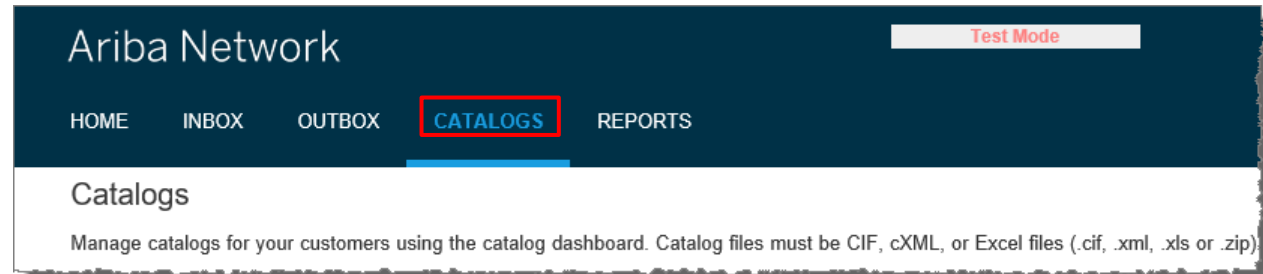 Ariba Network
Test Mode
HOME INBOX OUTBOX CATALOGS REPORTS
Catalogs
Manage catalogs for your customers using the catalog dashboard. Catalog files must be CIF, cXML, or Excel files (.cif, .xml, .xls or .zip)